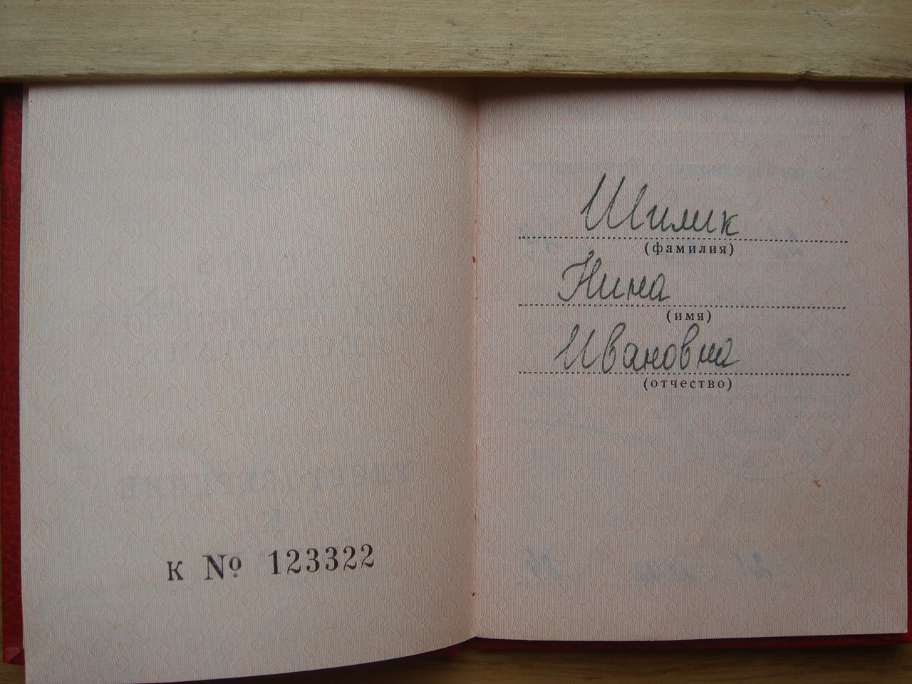 к № 123322
Шилик
(фамилия)
Нина
(имя)
Ивановна
(отчество)